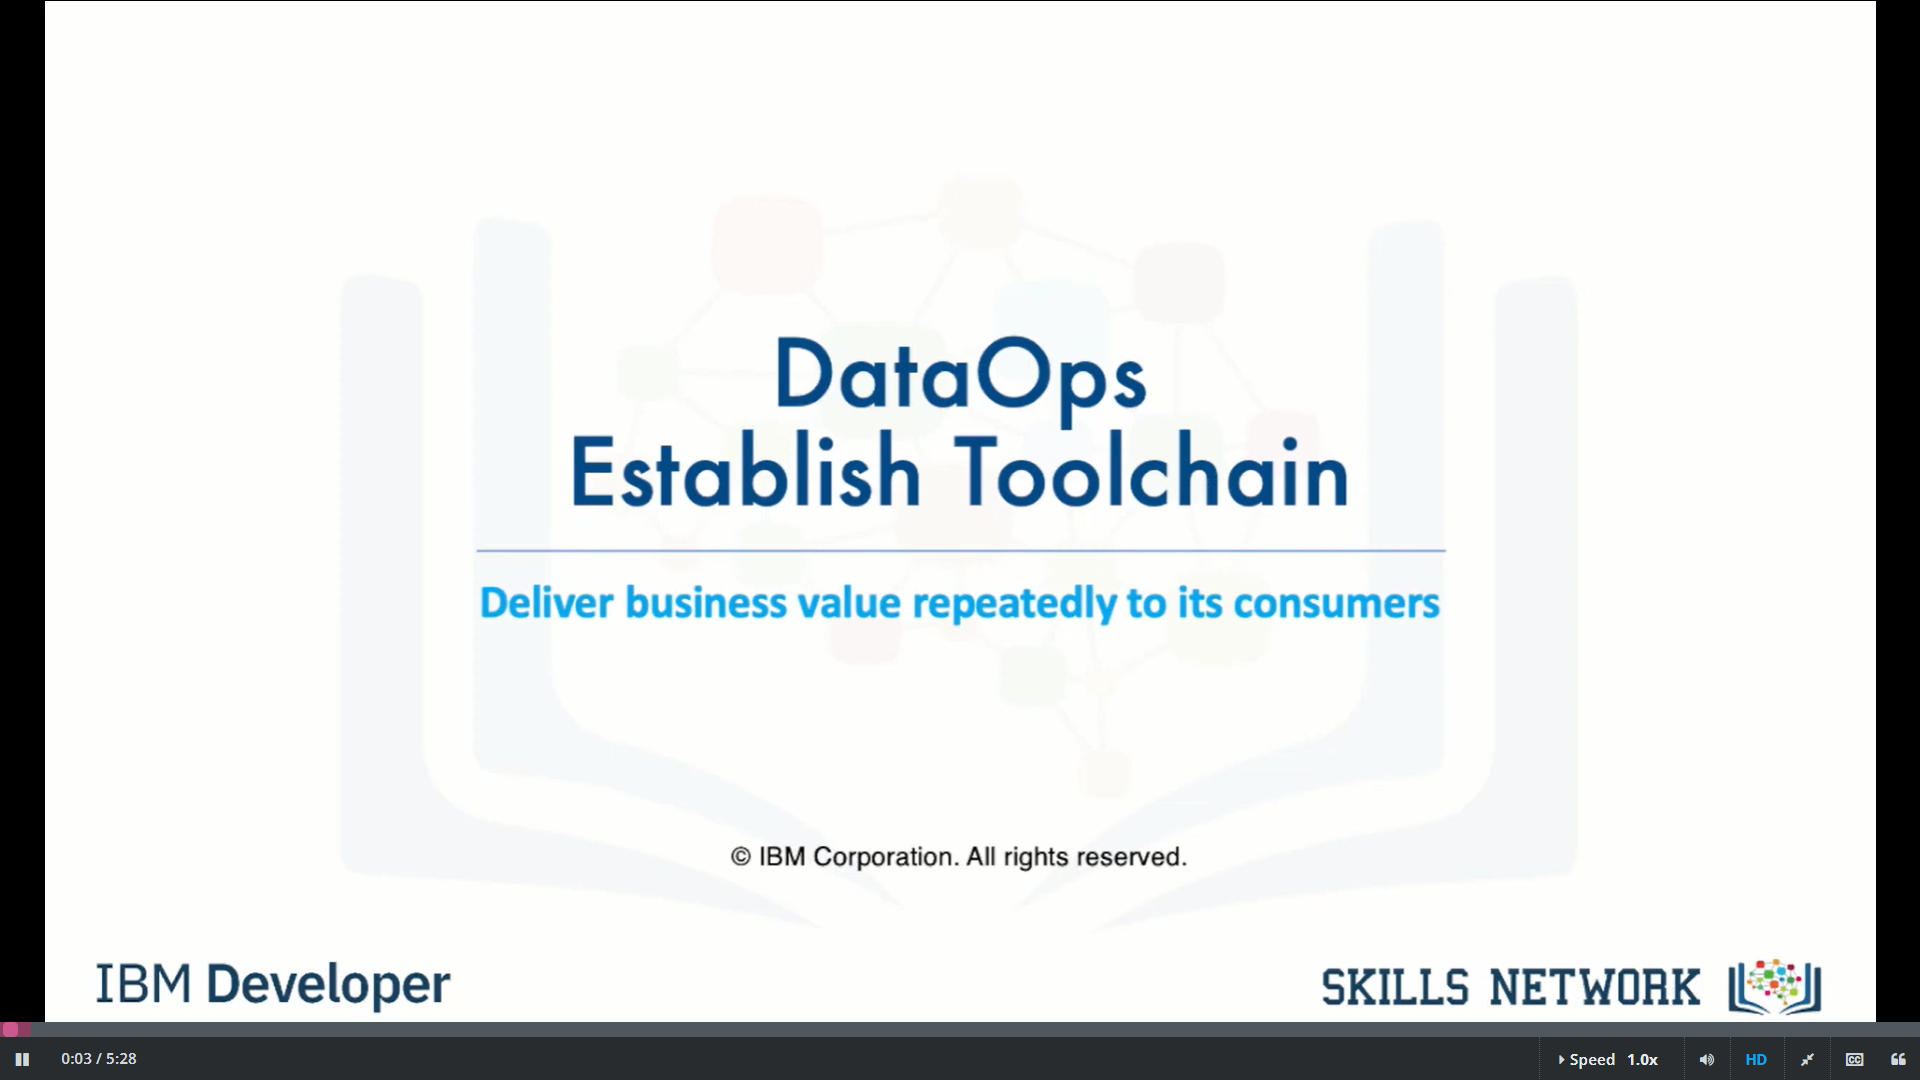 DataOps
Establish Toolchain
Deliver business value repeatedly to its consumers
© IBM Corporation. All rights reserved.
IBM Developer
SKILLS NETWORK
0:03 / 5:28
Speed 1.0x
HD
CC